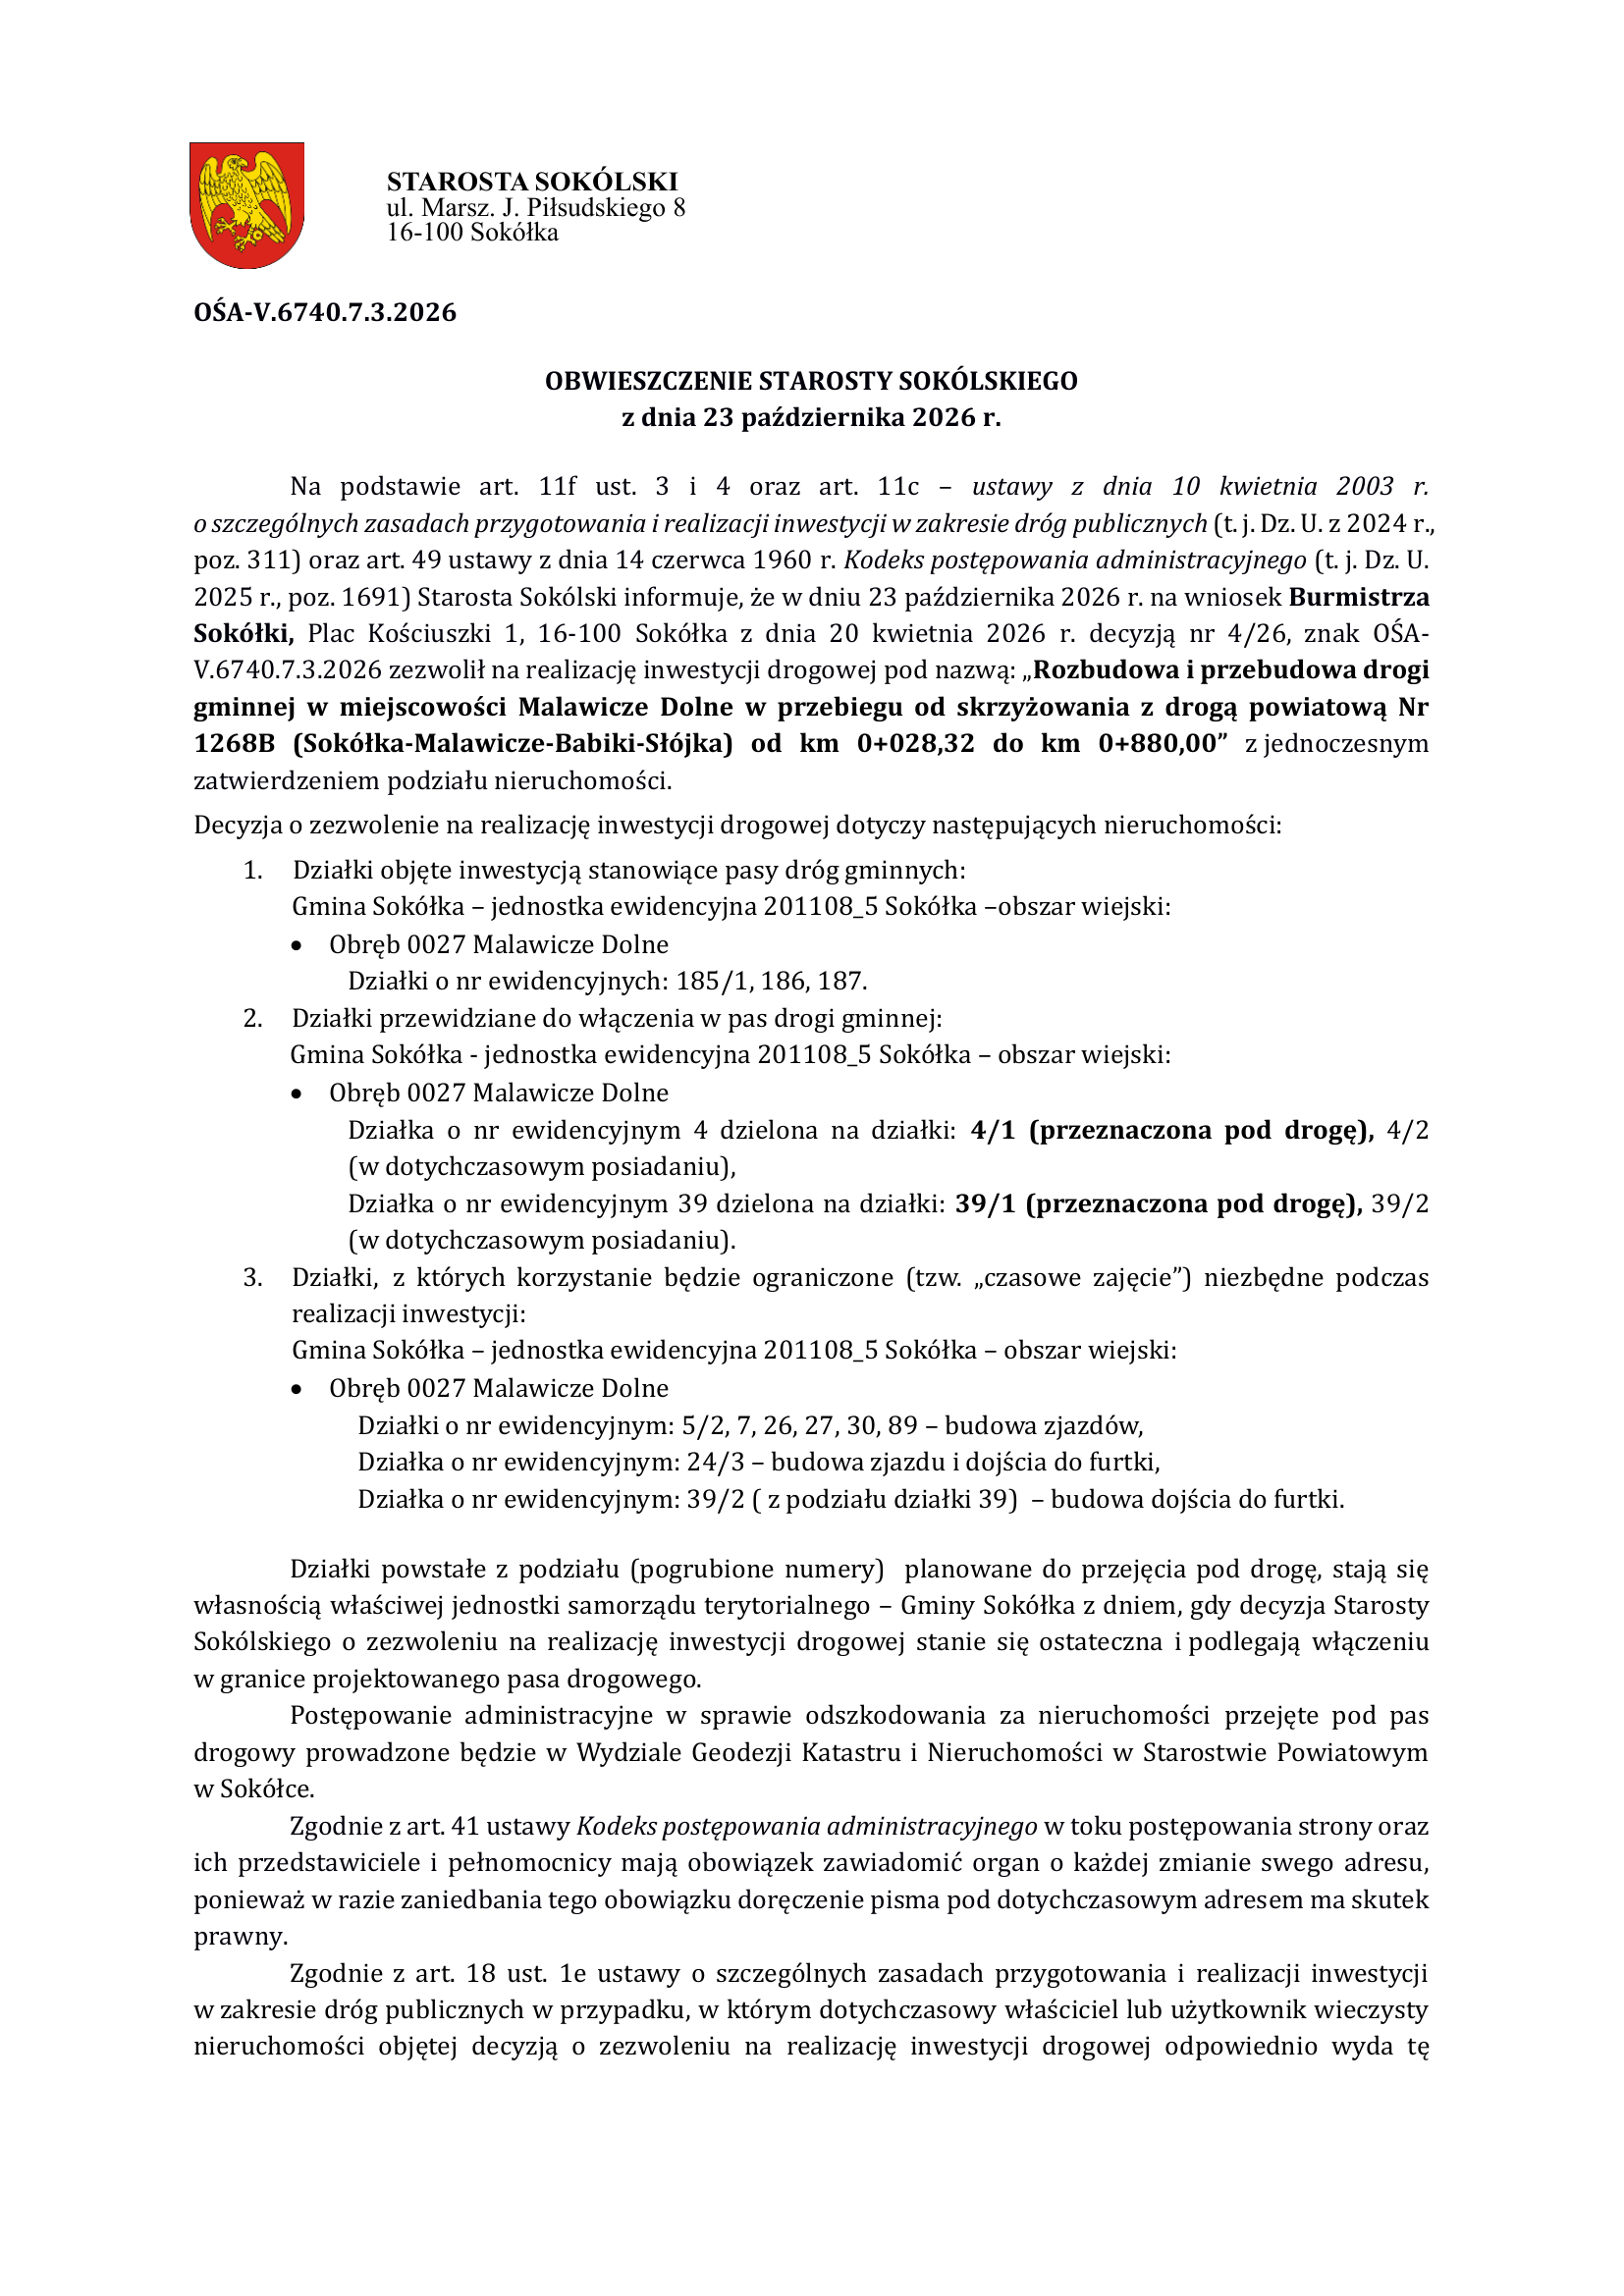 STAROSTA SOKÓLSKI
ul. Marsz. J. Piłsudskiego 8
16-100 Sokółka
OŚA-V.6740.7.3.2026
OBWIESZCZENIE STAROSTY SOKÓLSKIEGO
z dnia 23 października 2026 r.
Na podstawie art. 11f ust. 3 i 4 oraz art. 11c – ustawy z dnia 10 kwietnia 2003 r.
o szczególnych zasadach przygotowania i realizacji inwestycji w zakresie dróg publicznych (t. j. Dz. U. z 2024 r.,
poz. 311) oraz art. 49 ustawy z dnia 14 czerwca 1960 r. Kodeks postępowania administracyjnego (t. j. Dz. U.
2025 r., poz. 1691) Starosta Sokólski informuje, że w dniu 23 października 2026 r. na wniosek Burmistrza
Sokółki, Plac Kościuszki 1, 16-100 Sokółka z dnia 20 kwietnia 2026 r. decyzją nr 4/26, znak OŚA-
V.6740.7.3.2026 zezwolił na realizację inwestycji drogowej pod nazwą: „Rozbudowa i przebudowa drogi
gminnej w miejscowości Malawicze Dolne w przebiegu od skrzyżowania z drogą powiatową Nr
1268B (Sokółka-Malawicze-Babiki-Słójka) od km 0+028,32 do km 0+880,00” z jednoczesnym
zatwierdzeniem podziału nieruchomości.
Decyzja o zezwolenie na realizację inwestycji drogowej dotyczy następujących nieruchomości:
1. Działki objęte inwestycją stanowiące pasy dróg gminnych:
Gmina Sokółka – jednostka ewidencyjna 201108_5 Sokółka –obszar wiejski:
• Obręb 0027 Malawicze Dolne
Działki o nr ewidencyjnych: 185/1, 186, 187.
2. Działki przewidziane do włączenia w pas drogi gminnej:
Gmina Sokółka - jednostka ewidencyjna 201108_5 Sokółka – obszar wiejski:
• Obręb 0027 Malawicze Dolne
Działka o nr ewidencyjnym 4 dzielona na działki: 4/1 (przeznaczona pod drogę), 4/2
(w dotychczasowym posiadaniu),
Działka o nr ewidencyjnym 39 dzielona na działki: 39/1 (przeznaczona pod drogę), 39/2
(w dotychczasowym posiadaniu).
3. Działki, z których korzystanie będzie ograniczone (tzw. „czasowe zajęcie”) niezbędne podczas
realizacji inwestycji:
Gmina Sokółka – jednostka ewidencyjna 201108_5 Sokółka – obszar wiejski:
• Obręb 0027 Malawicze Dolne
Działki o nr ewidencyjnym: 5/2, 7, 26, 27, 30, 89 – budowa zjazdów,
Działka o nr ewidencyjnym: 24/3 – budowa zjazdu i dojścia do furtki,
Działka o nr ewidencyjnym: 39/2 ( z podziału działki 39) – budowa dojścia do furtki.
Działki powstałe z podziału (pogrubione numery) planowane do przejęcia pod drogę, stają się
własnością właściwej jednostki samorządu terytorialnego – Gminy Sokółka z dniem, gdy decyzja Starosty
Sokólskiego o zezwoleniu na realizację inwestycji drogowej stanie się ostateczna i podlegają włączeniu
w granice projektowanego pasa drogowego.
Postępowanie administracyjne w sprawie odszkodowania za nieruchomości przejęte pod pas
drogowy prowadzone będzie w Wydziale Geodezji Katastru i Nieruchomości w Starostwie Powiatowym
w Sokółce.
Zgodnie z art. 41 ustawy Kodeks postępowania administracyjnego w toku postępowania strony oraz
ich przedstawiciele i pełnomocnicy mają obowiązek zawiadomić organ o każdej zmianie swego adresu,
ponieważ w razie zaniedbania tego obowiązku doręczenie pisma pod dotychczasowym adresem ma skutek
prawny.
Zgodnie z art. 18 ust. 1e ustawy o szczególnych zasadach przygotowania i realizacji inwestycji
w zakresie dróg publicznych w przypadku, w którym dotychczasowy właściciel lub użytkownik wieczysty
nieruchomości objętej decyzją o zezwoleniu na realizację inwestycji drogowej odpowiednio wyda tę